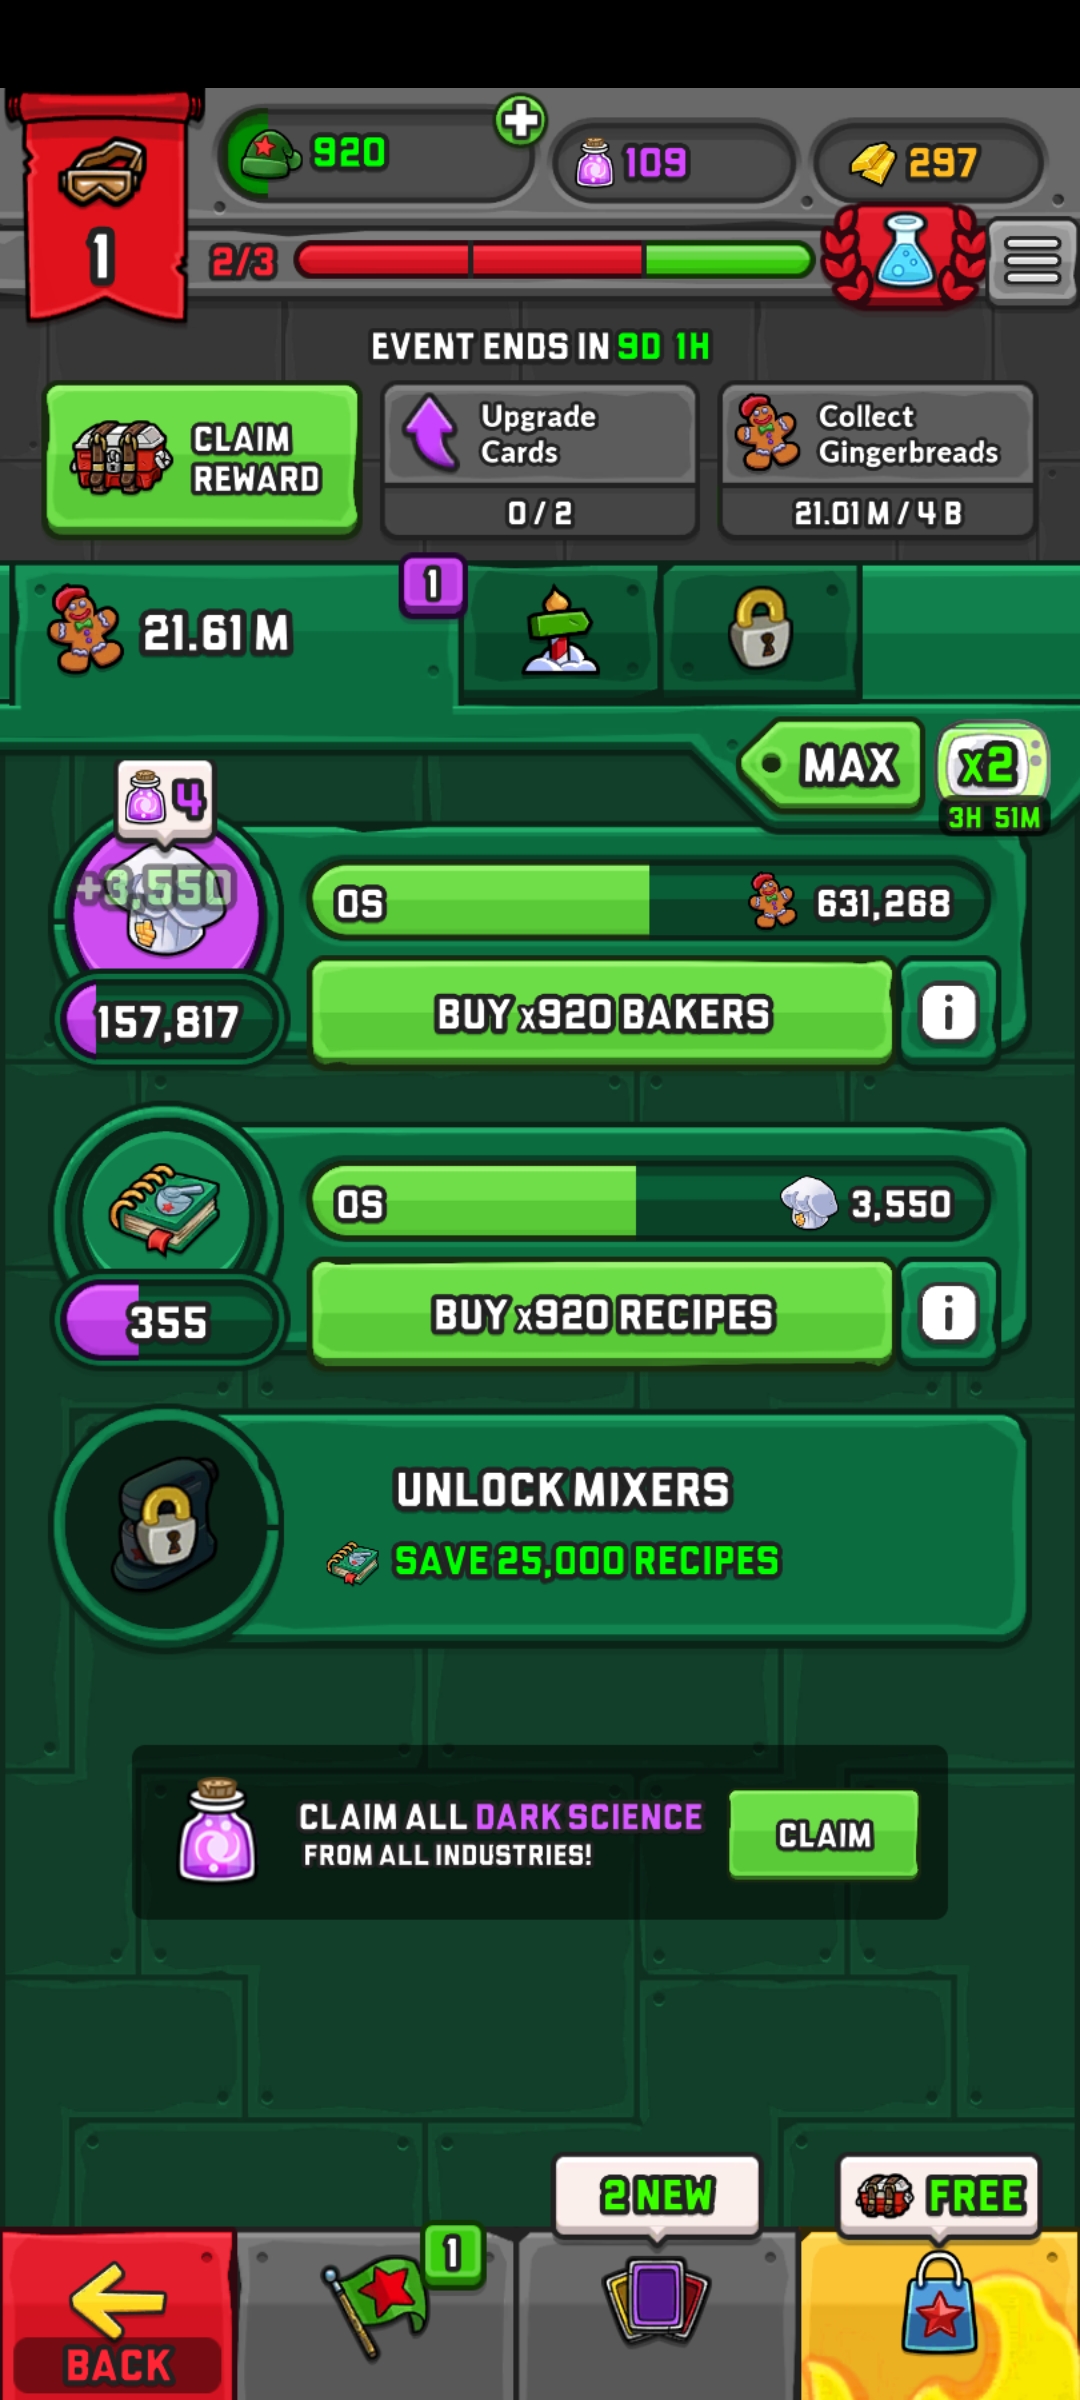 920
109
297
1
2/3
EVENT ENDS IN 9D 1H
CLAIM
REWARD
Upgrade
Cards
0 / 2
Collect
Gingerbreads
21.01 M / 4 B
21.61 M
1
MAX
x2
3H 51M
4
+3,550
0S
631,268
157,817
BUY x920 BAKERS
i
0S
3,550
355
BUY x920 RECIPES
i
UNLOCK MIXERS
SAVE 25,000 RECIPES
CLAIM ALL DARK SCIENCE
FROM ALL INDUSTRIES!
CLAIM
2 NEW
FREE
1
BACK